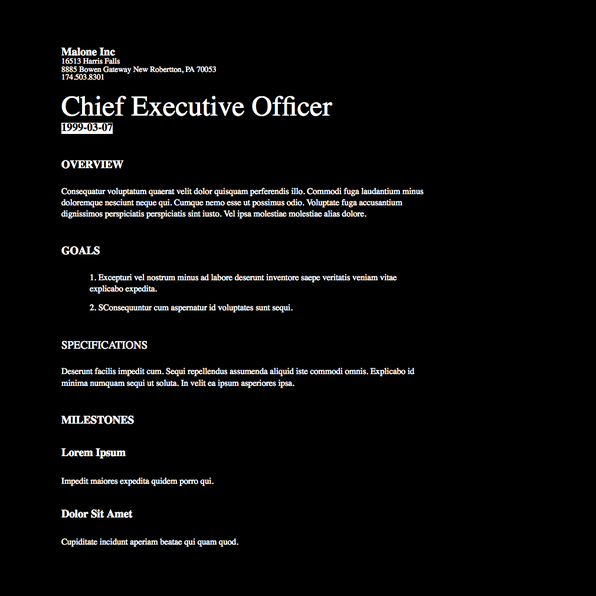 Malone Inc
16513 Harris Falls
8885 Bowen Gateway New Robertton, PA 70053
174.503.8301
Chief Executive Officer
1999-03-07
OVERVIEW
Consequatur voluptatum quaerat velit dolor quisquam perferendis illo. Commodi fuga laudantium minus
doloremque nesciunt neque qui. Cumque nemo esse ut possimus odio. Voluptate fuga accusantium
dignissimos perspiciatis perspiciatis sint iusto. Vel ipsa molestiae molestiae alias dolore.
GOALS
1. Excepturi vel nostrum minus ad labore deserunt inventore saepe veritatis veniam vitae
explicabo expedita.
2. SConsequuntur cum aspernatur id voluptates sunt sequi.
SPECIFICATIONS
Deserunt facilis impedit cum. Sequi repellendus assumenda aliquid iste commodi omnis. Explicabo id
minima numquam sequi ut soluta. In velit ea ipsum asperiores ipsa.
MILESTONES
Lorem Ipsum
Impedit maiores expedita quidem porro qui.
Dolor Sit Amet
Cupiditate incidunt aperiam beatae qui quam quod.